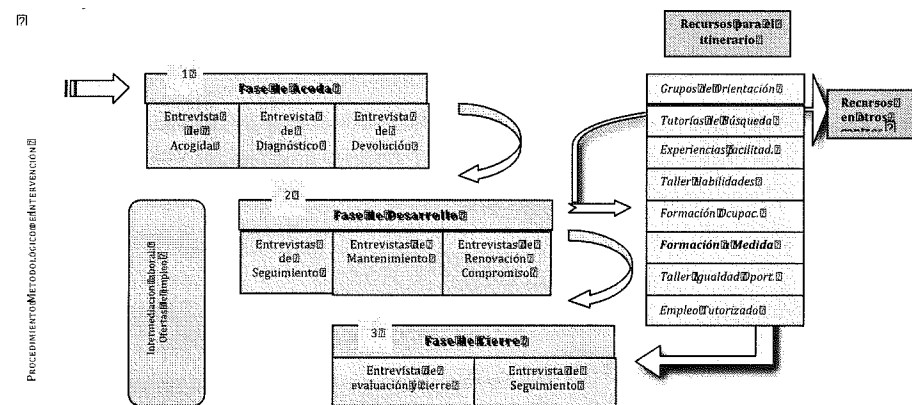 PROCEDIMIENTO METODOLÓGICO DE INTERVENCIÓN
Recursos para el
itinerario
1
Fase de Acoda
Entrevista
de
Acogida
Entrevista
de
Diagnóstico
Entrevista
de
Devolución
2
Fase de Desarrollo
Entrevistas
de
Seguimiento
Entrevistas de
Mantenimiento
Entrevistas de
Renovación
Compromiso
3
Fase de Cierre
Entrevista de
evaluación y cierre
Entrevista de
Seguimiento
Intermediación laboral
Ofertas de empleo
Grupos de Orientación
Tutorías de Búsqueda
Experiencias facilitad.
Taller Habilidades
Formación Ocupac.
Formación a Medida
Taller Igualdad Oport.
Empleo Tutorizado
Recursos
en otros